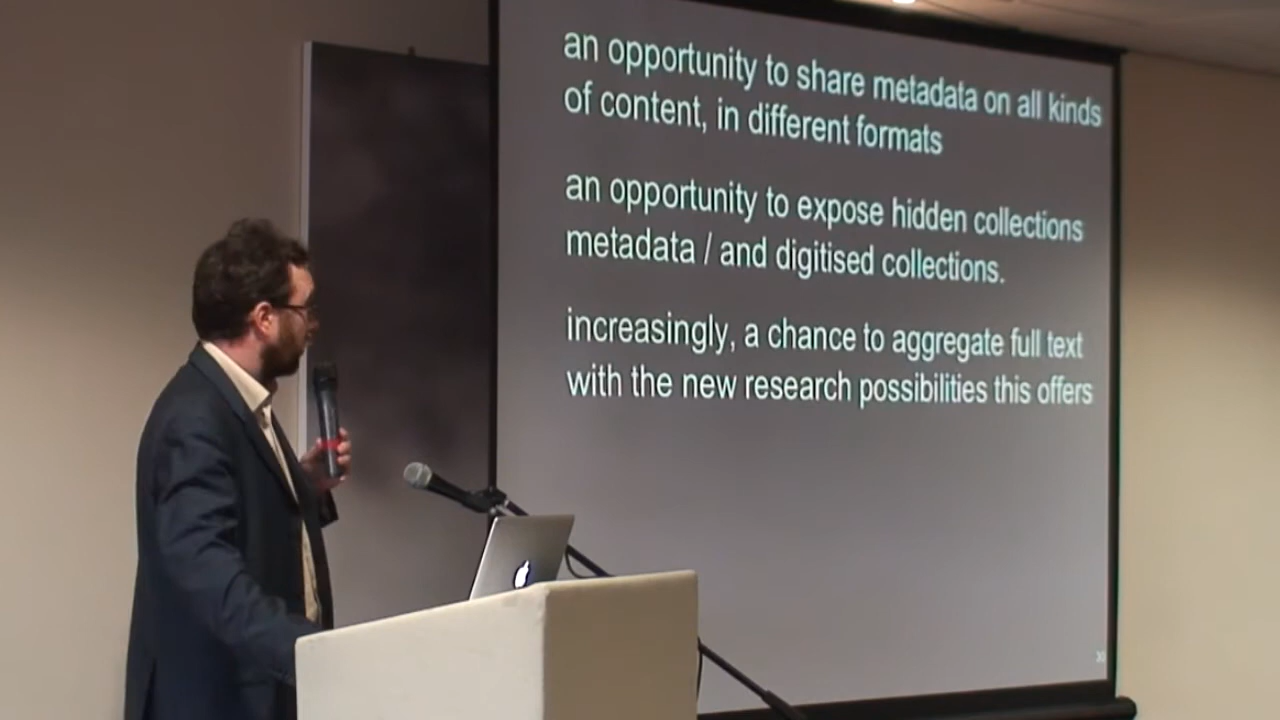 an opportunity to share metadata on all kinds
of content, in different formats
an opportunity to expose hidden collections
metadata / and digitised collections.
increasingly, a chance to aggregate full text
with the new research possibilities this offers